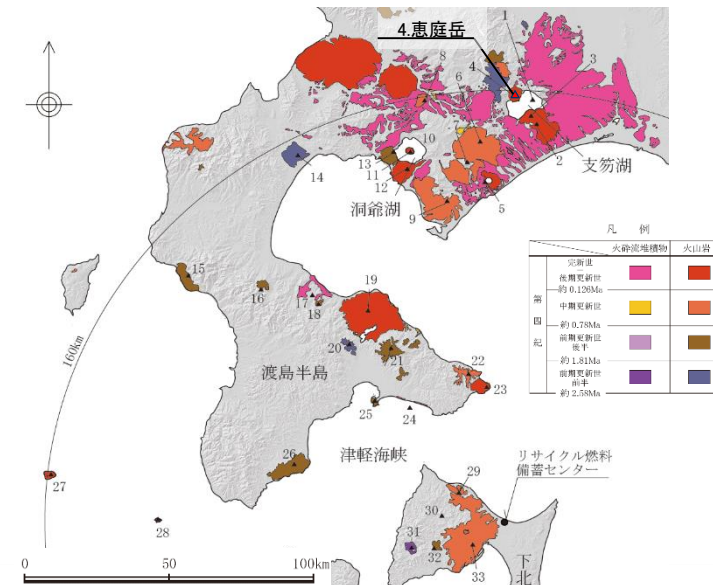 4.恵庭岳
1
3
4
8
6
7
支笏湖
2
10
13
11
12
14
洞爺湖
9
5
凡 例
火砕流堆積物
火山岩
第四紀
完新世
後期更新世
約 0.126Ma
中期更新世
約 0.78Ma
前期更新世
後半
約 1.81Ma
前期更新世
前半
約 2.58Ma
15
16
17
18
19
20
21
160km
渡島半島
22
23
25
24
津軽海峡
26
リサイクル燃料
備蓄センター
27
28
29
30
31
32
33
下北
0
50
100km